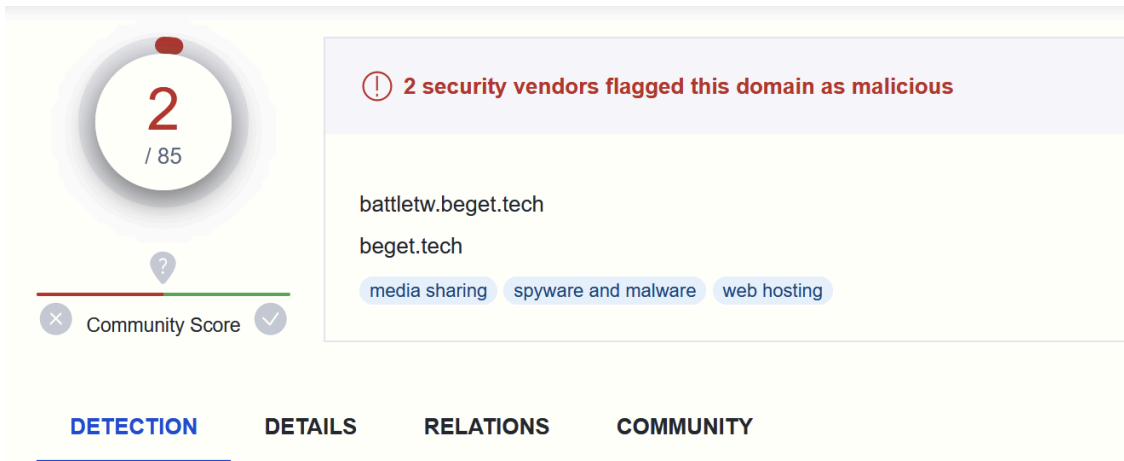 2
/ 85
?
Community Score
2 security vendors flagged this domain as malicious
battletw.beget.tech
beget.tech
media sharing spyware and malware web hosting
DETECTION DETAILS RELATIONS COMMUNITY